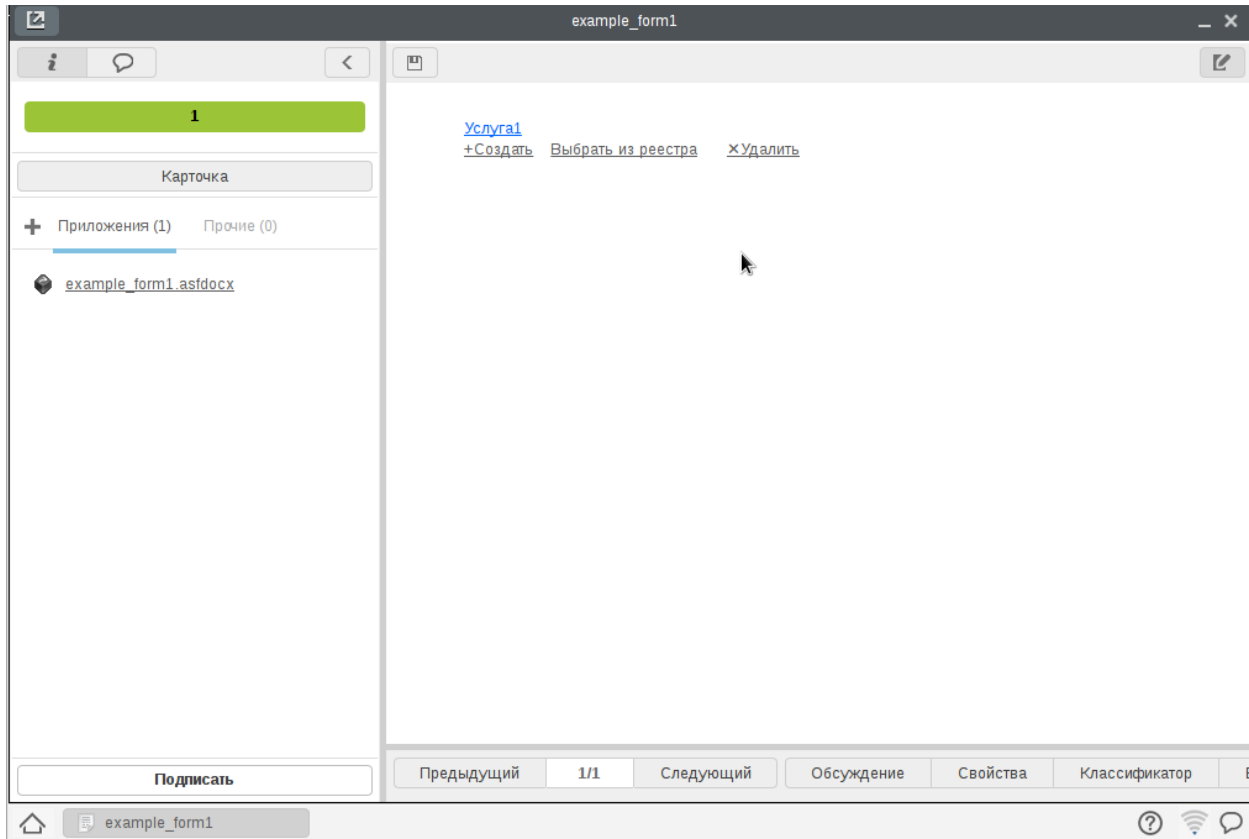 example_form1
1
Карточка
Приложения (1) Прочие (0)
example_form1.asfdocx
Подписать
Услуга1
+Создать Выбрать из реестра ✕Удалить
Предыдущий 1/1 Следующий Обсуждение Свойства Классификатор
example_form1